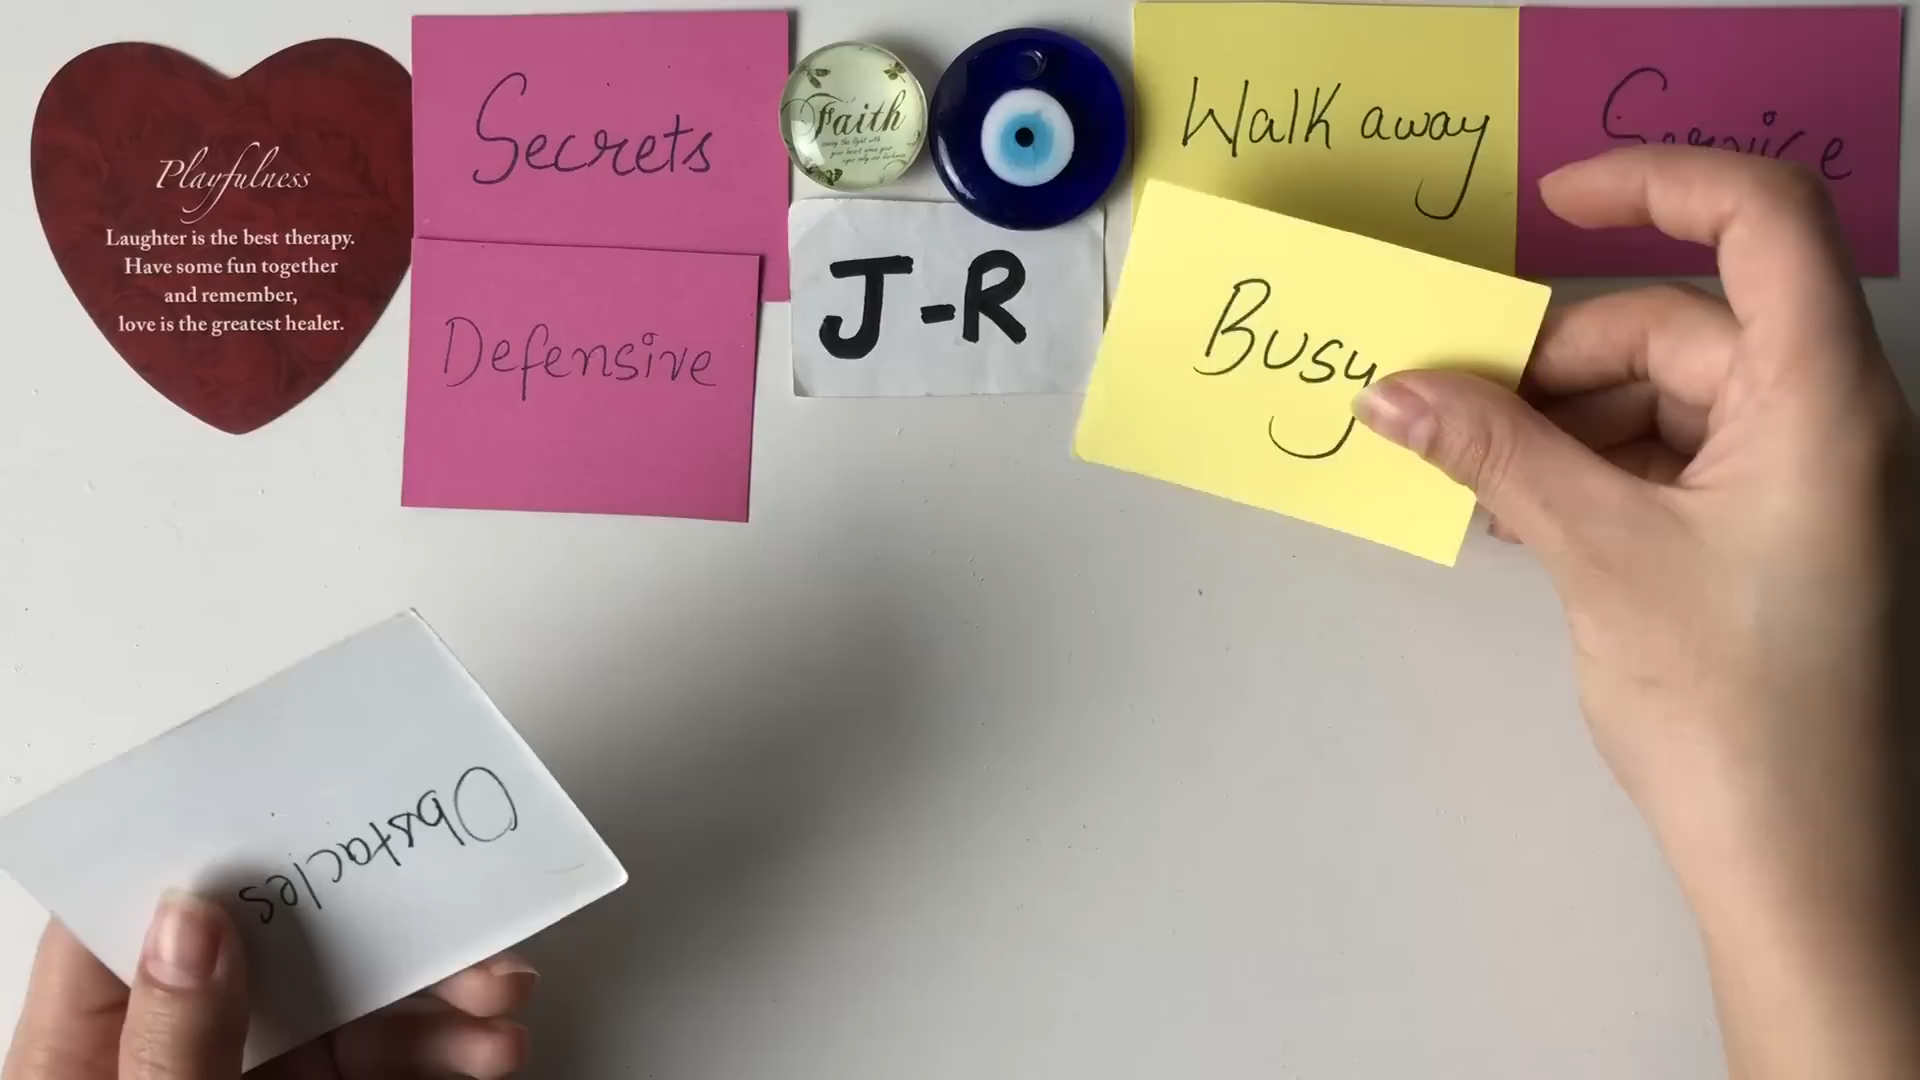 Playfulness
Laughter is the best therapy.
Have some fun together
and remember,
love is the greatest healer.
Secrets
Defensive
Faith
J-R
Walk away
Service
Busy
Obstacles